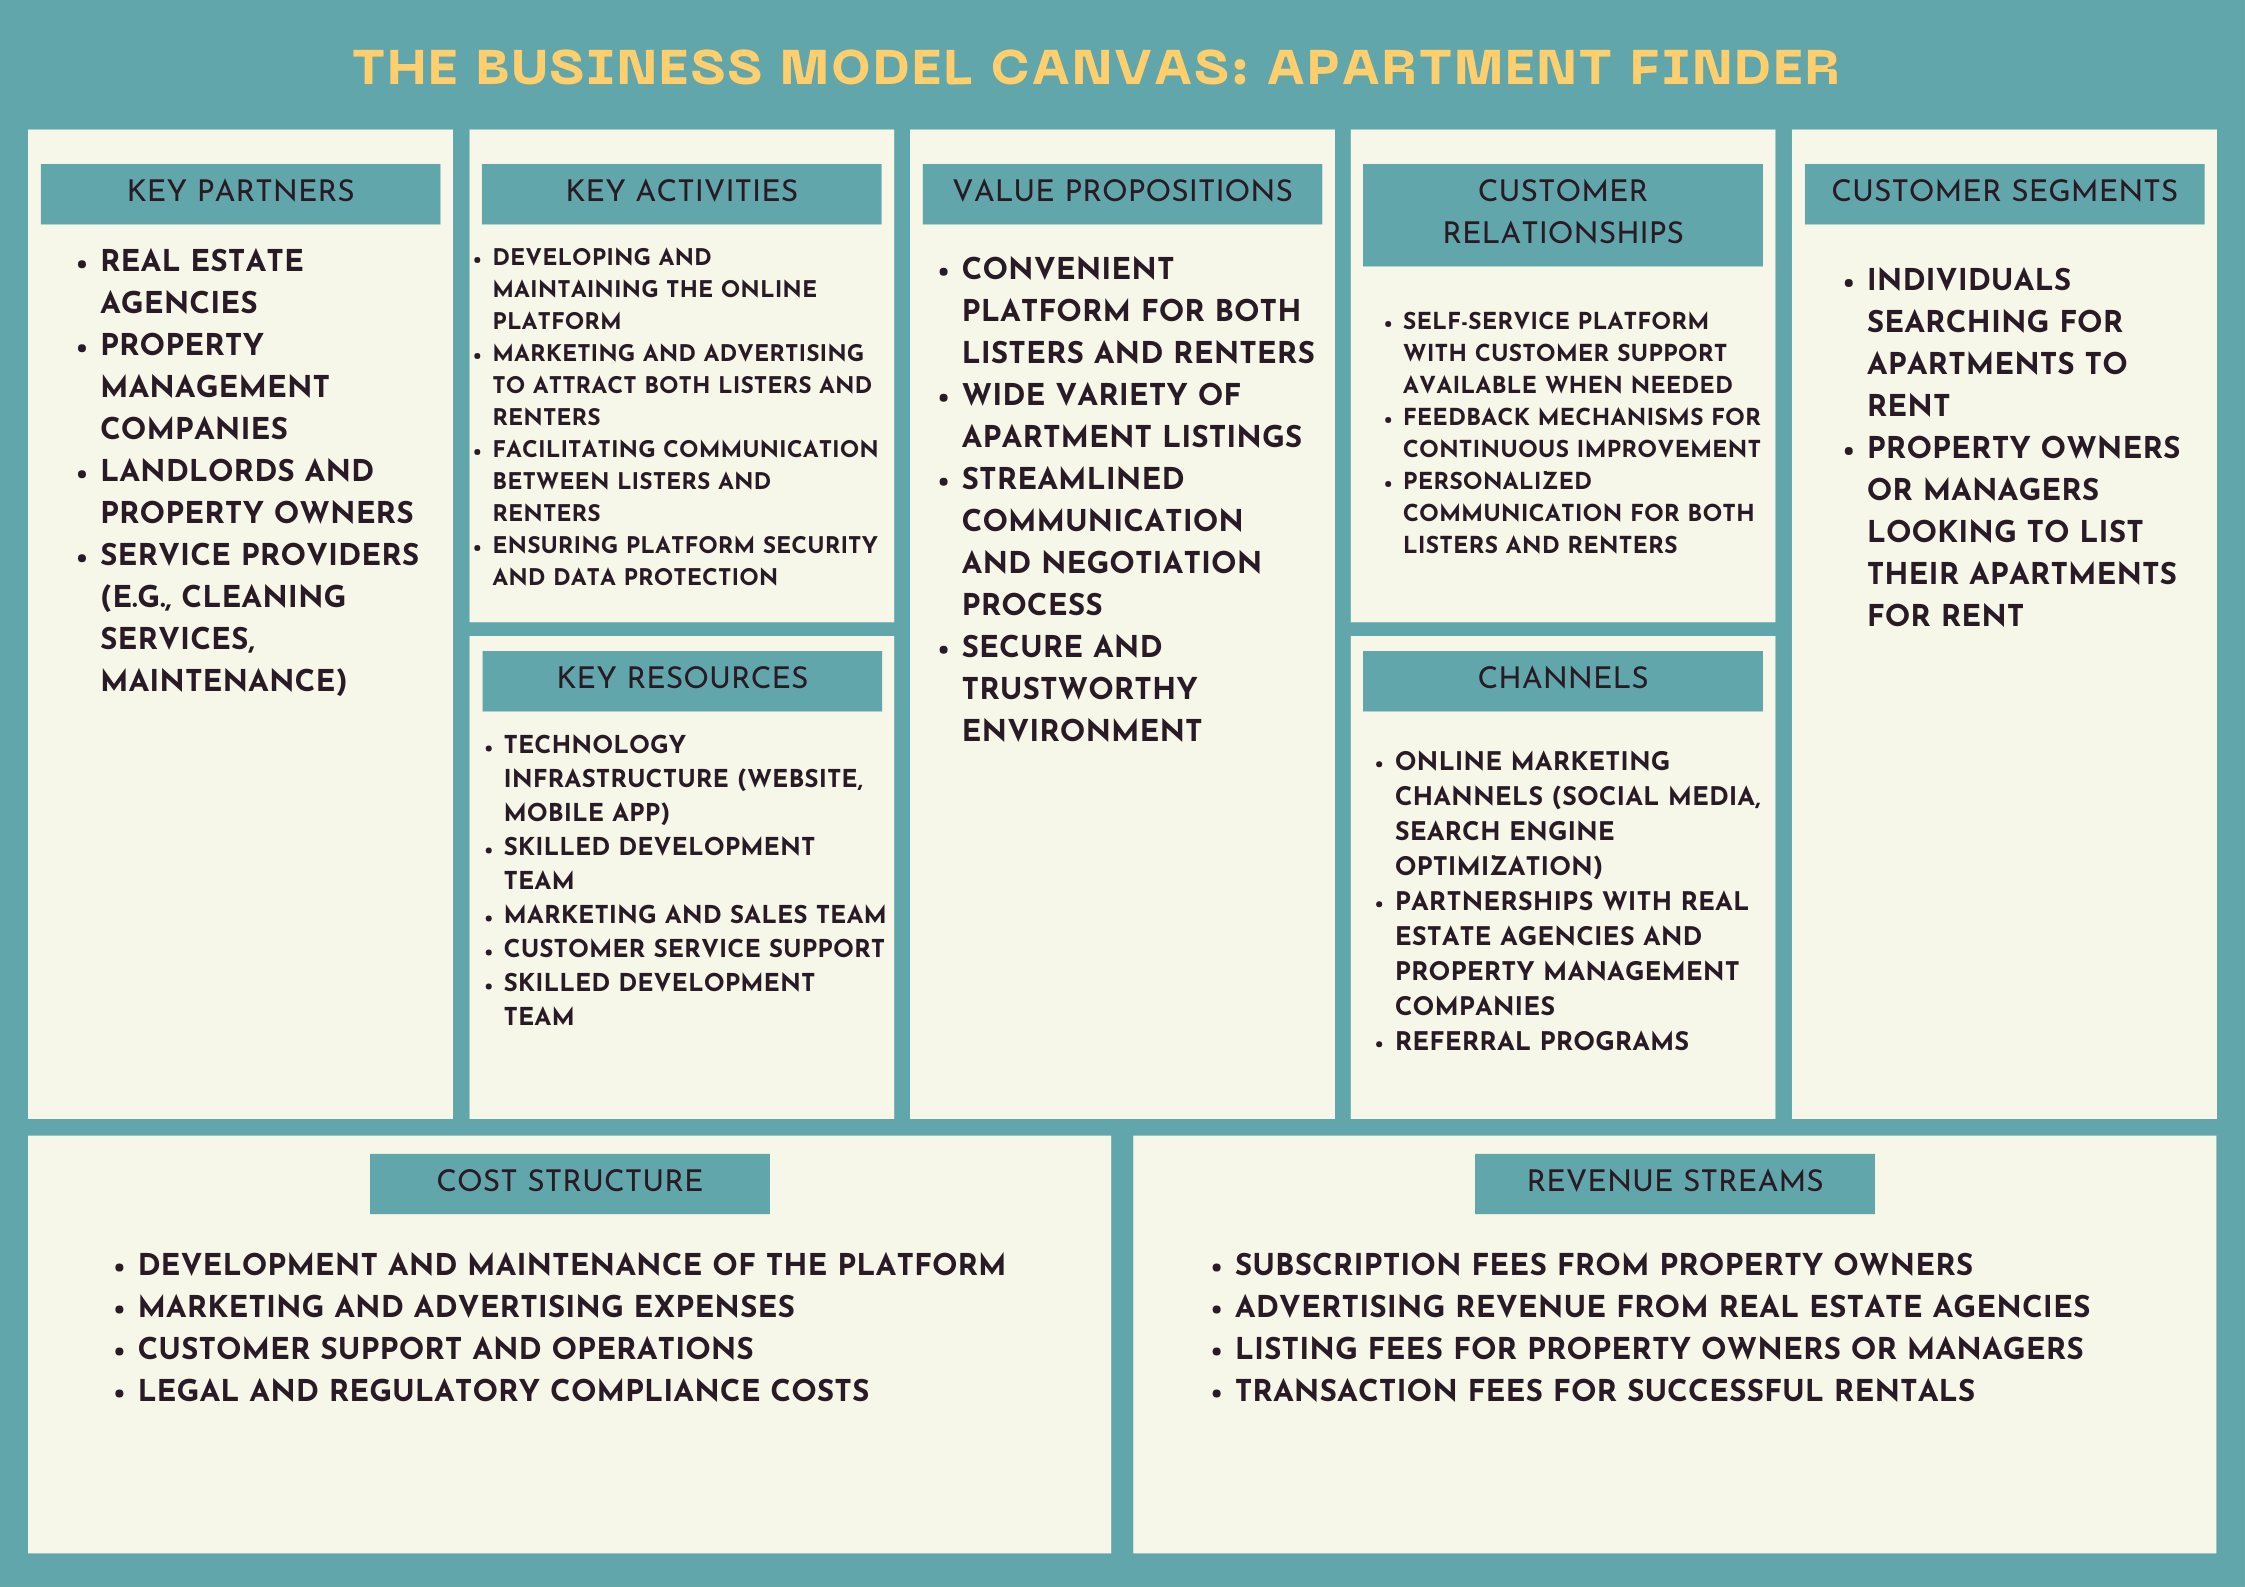 THE BUSINESS MODEL CANVAS: APARTMENT FINDER
KEY PARTNERS
• REAL ESTATE
AGENCIES
• PROPERTY
MANAGEMENT
COMPANIES
• LANDLORDS AND
PROPERTY OWNERS
• SERVICE PROVIDERS
(E.G., CLEANING
SERVICES,
MAINTENANCE)
KEY ACTIVITIES
• DEVELOPING AND
MAINTAINING THE ONLINE
PLATFORM
• MARKETING AND ADVERTISING
TO ATTRACT BOTH LISTERS AND
RENTERS
• FACILITATING COMMUNICATION
BETWEEN LISTERS AND
RENTERS
• ENSURING PLATFORM SECURITY
AND DATA PROTECTION
KEY RESOURCES
• TECHNOLOGY
INFRASTRUCTURE (WEBSITE,
MOBILE APP)
• SKILLED DEVELOPMENT
TEAM
• MARKETING AND SALES TEAM
• CUSTOMER SERVICE SUPPORT
• SKILLED DEVELOPMENT
TEAM
VALUE PROPOSITIONS
• CONVENIENT
PLATFORM FOR BOTH
LISTERS AND RENTERS
• WIDE VARIETY OF
APARTMENT LISTINGS
• STREAMLINED
COMMUNICATION
AND NEGOTIATION
PROCESS
• SECURE AND
TRUSTWORTHY
ENVIRONMENT
CUSTOMER
RELATIONSHIPS
• SELF-SERVICE PLATFORM
WITH CUSTOMER SUPPORT
AVAILABLE WHEN NEEDED
• FEEDBACK MECHANISMS FOR
CONTINUOUS IMPROVEMENT
• PERSONALIZED
COMMUNICATION FOR BOTH
LISTERS AND RENTERS
CHANNELS
• ONLINE MARKETING
CHANNELS (SOCIAL MEDIA,
SEARCH ENGINE
OPTIMIZATION)
• PARTNERSHIPS WITH REAL
ESTATE AGENCIES AND
PROPERTY MANAGEMENT
COMPANIES
• REFERRAL PROGRAMS
CUSTOMER SEGMENTS
• INDIVIDUALS
SEARCHING FOR
APARTMENTS TO
RENT
• PROPERTY OWNERS
OR MANAGERS
LOOKING TO LIST
THEIR APARTMENTS
FOR RENT
COST STRUCTURE
• DEVELOPMENT AND MAINTENANCE OF THE PLATFORM
• MARKETING AND ADVERTISING EXPENSES
• CUSTOMER SUPPORT AND OPERATIONS
• LEGAL AND REGULATORY COMPLIANCE COSTS
REVENUE STREAMS
• SUBSCRIPTION FEES FROM PROPERTY OWNERS
• ADVERTISING REVENUE FROM REAL ESTATE AGENCIES
• LISTING FEES FOR PROPERTY OWNERS OR MANAGERS
• TRANSACTION FEES FOR SUCCESSFUL RENTALS